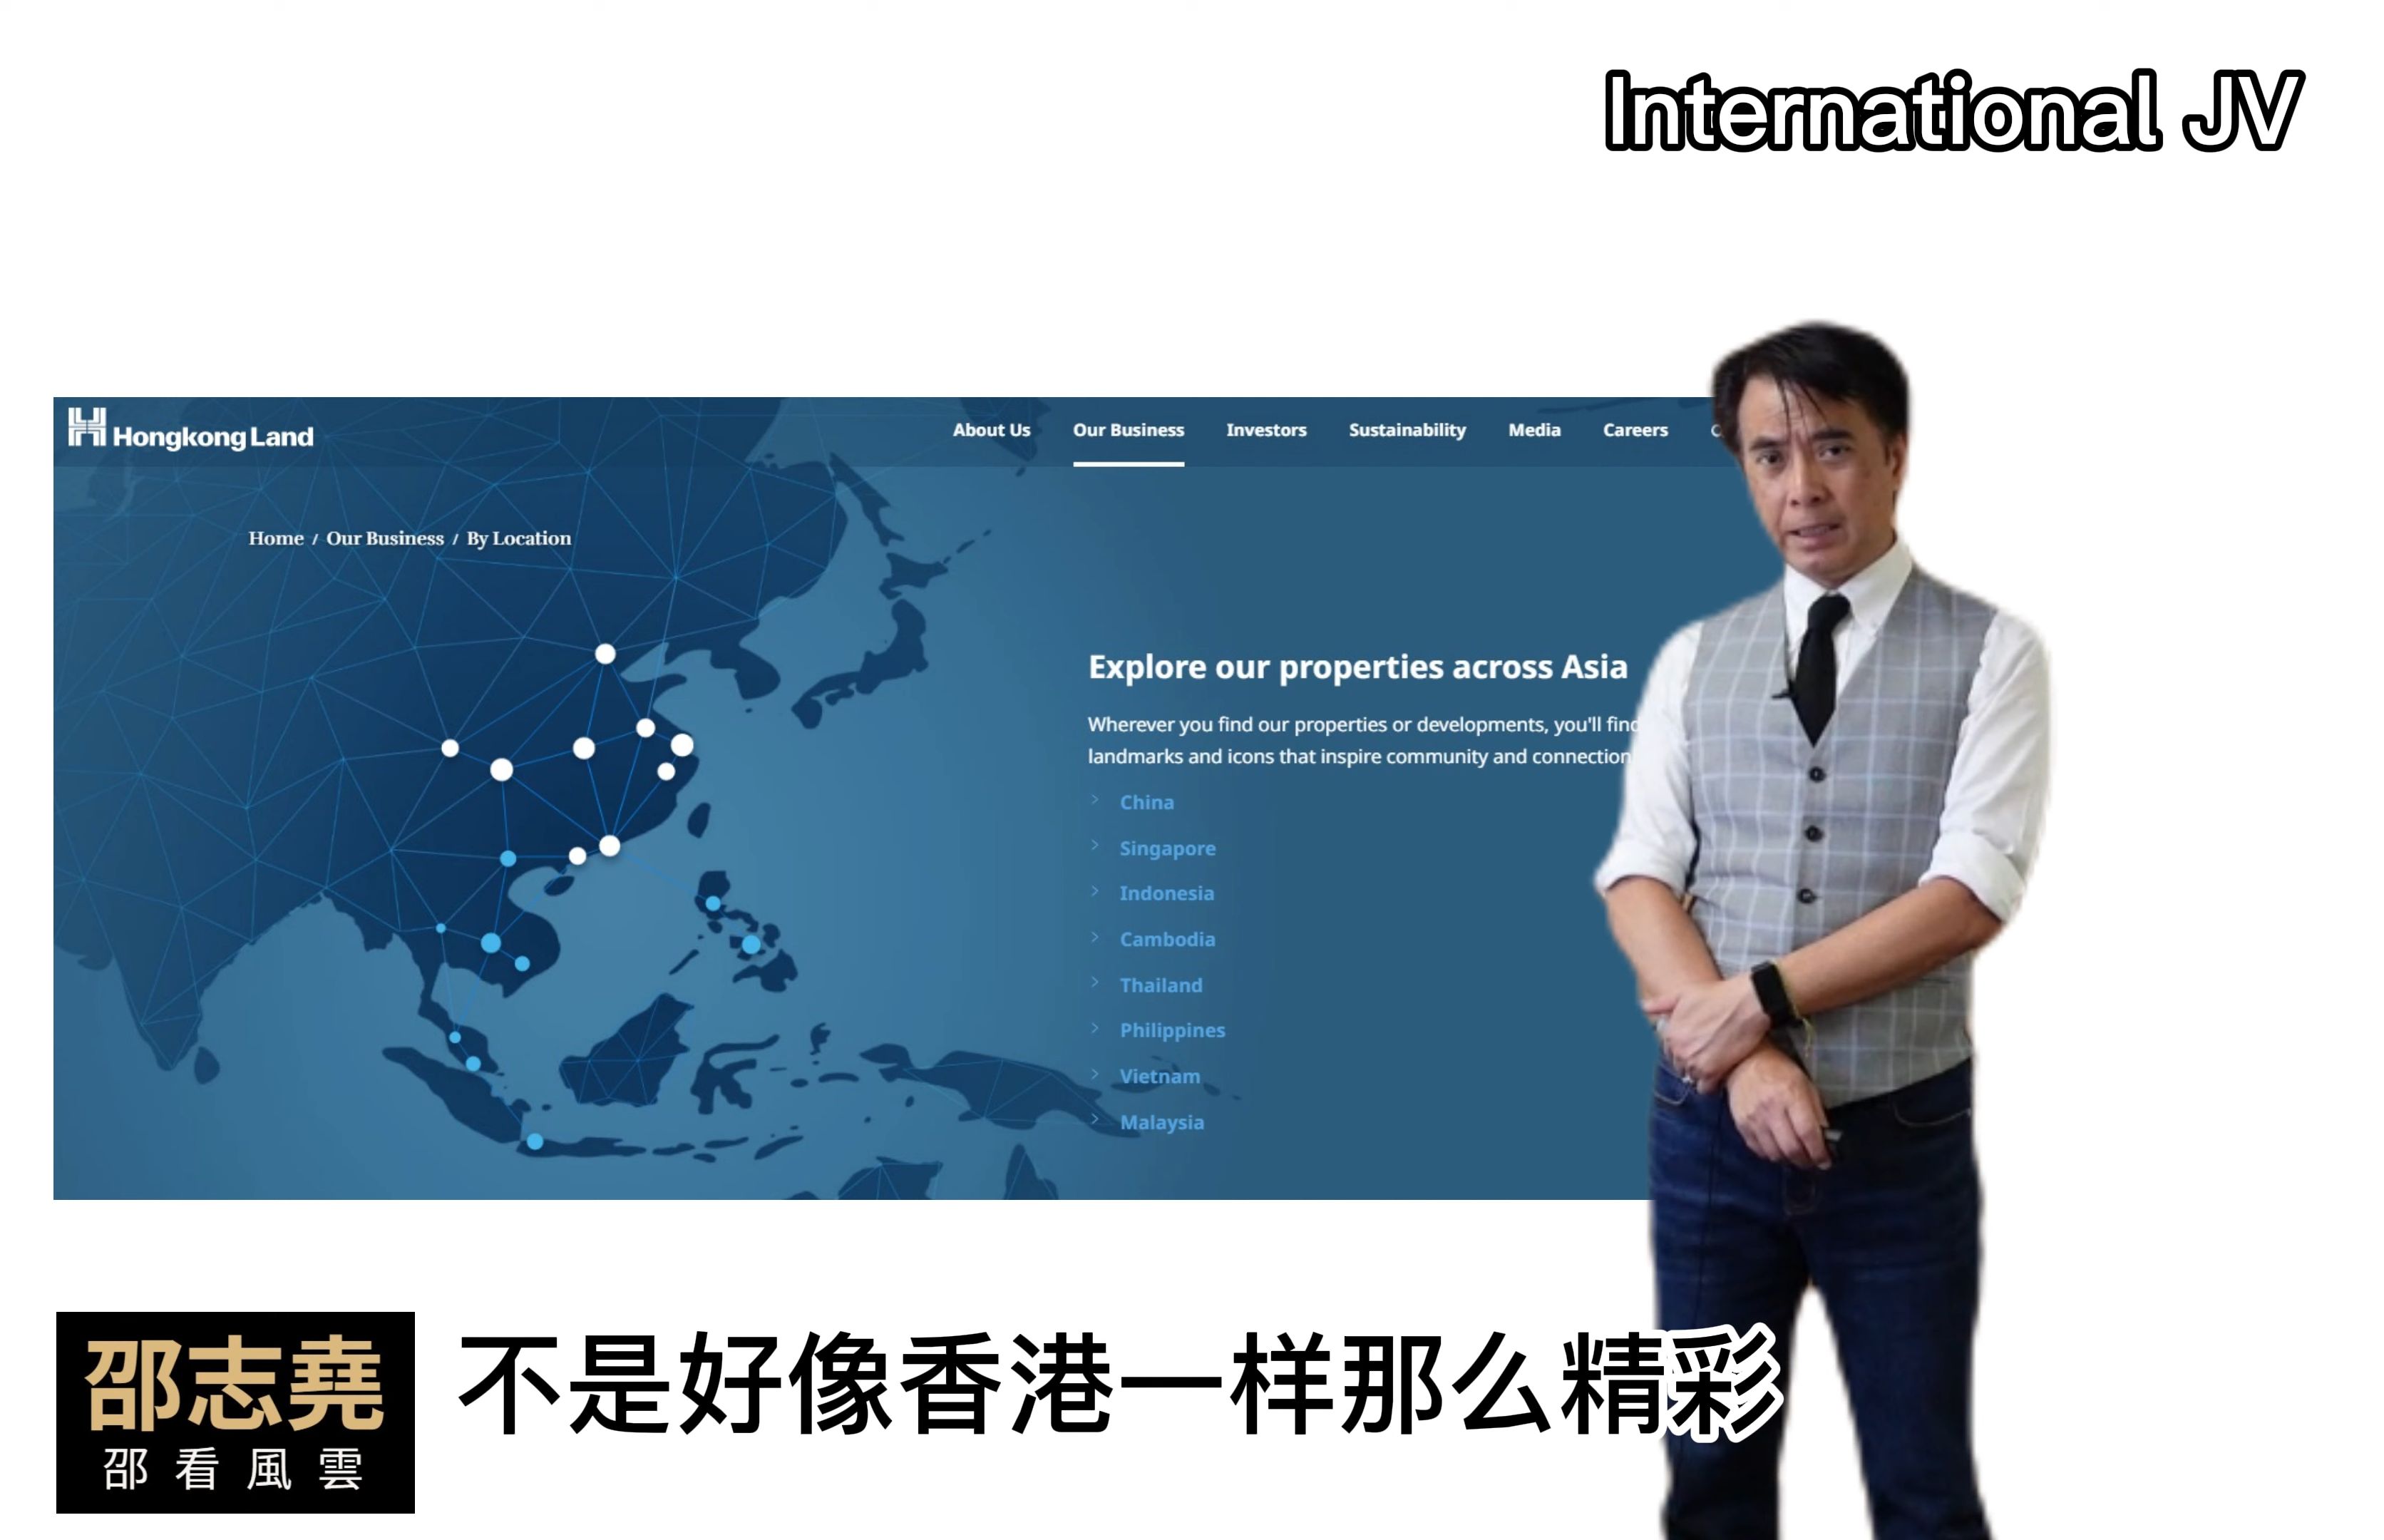 International JV
Hongkong Land
About Us Our Business Investors Sustainability Media Careers
Home / Our Business / By Location
Explore our properties across Asia
Wherever you find our properties or developments, you'll find
landmarks and icons that inspire community and connection
China
Singapore
Indonesia
Cambodia
Thailand
Philippines
Vietnam
Malaysia
邵志堯
邵看風雲
不是好像香港一样那么精彩